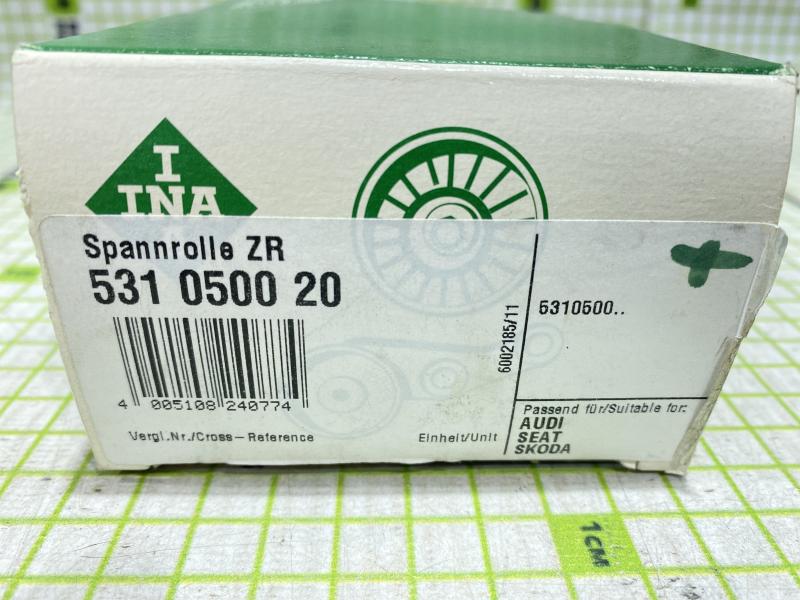 I
INA
Spannrolle ZR
531 0500 20
5310500..
6002185/11
4 005108 240774
Passend für/Suitable for:
AUDI
SEAT
SKODA
Vergl.Nr./Cross-Reference
Einheit/Unit
1CM